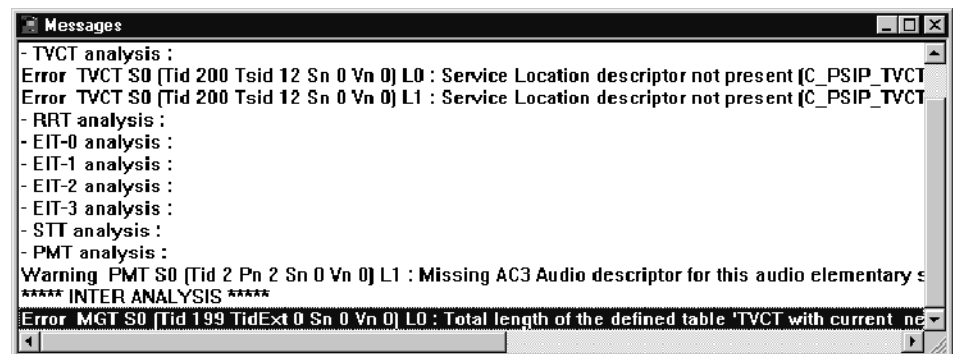 Messages
- TVCT analysis :
Error TVCT S0 (Tid 200 Tsid 12 Sn 0 Vn 0) L0 : Service Location descriptor not present (C_PSIP_TVCT
Error TVCT S0 (Tid 200 Tsid 12 Sn 0 Vn 0) L1 : Service Location descriptor not present (C_PSIP_TVCT
- RRT analysis :
- EIT-0 analysis :
- EIT-1 analysis :
- EIT-2 analysis :
- EIT-3 analysis :
- STT analysis :
- PMT analysis :
Warning PMT S0 (Tid 2 Pn 2 Sn 0 Vn 0) L1 : Missing AC3 Audio descriptor for this audio elementary s
***** INTER ANALYSIS *****
Error MGT S0 (Tid 199 TidExt 0 Sn 0 Vn 0) L0 : Total length of the defined table 'TVCT with current_ne